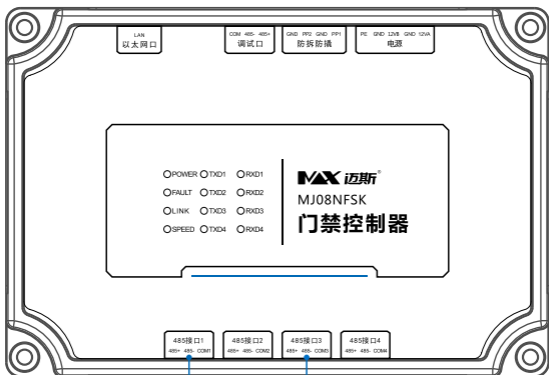 LAN
以太网口
COM 485- 485+
调试口
GND PP2 GND PP1
防拆防撬
PE GND 12VB GND 12VA
电源
POWER TXD1 RXD1
FAULT TXD2 RXD2
LINK TXD3 RXD3
SPEED TXD4 RXD4
MAX 迈斯®
MJ08NFSK
门禁控制器
485接口1
485+ 485- COM1
485接口2
485+ 485- COM2
485接口3
485+ 485- COM3
485接口4
485+ 485- COM4